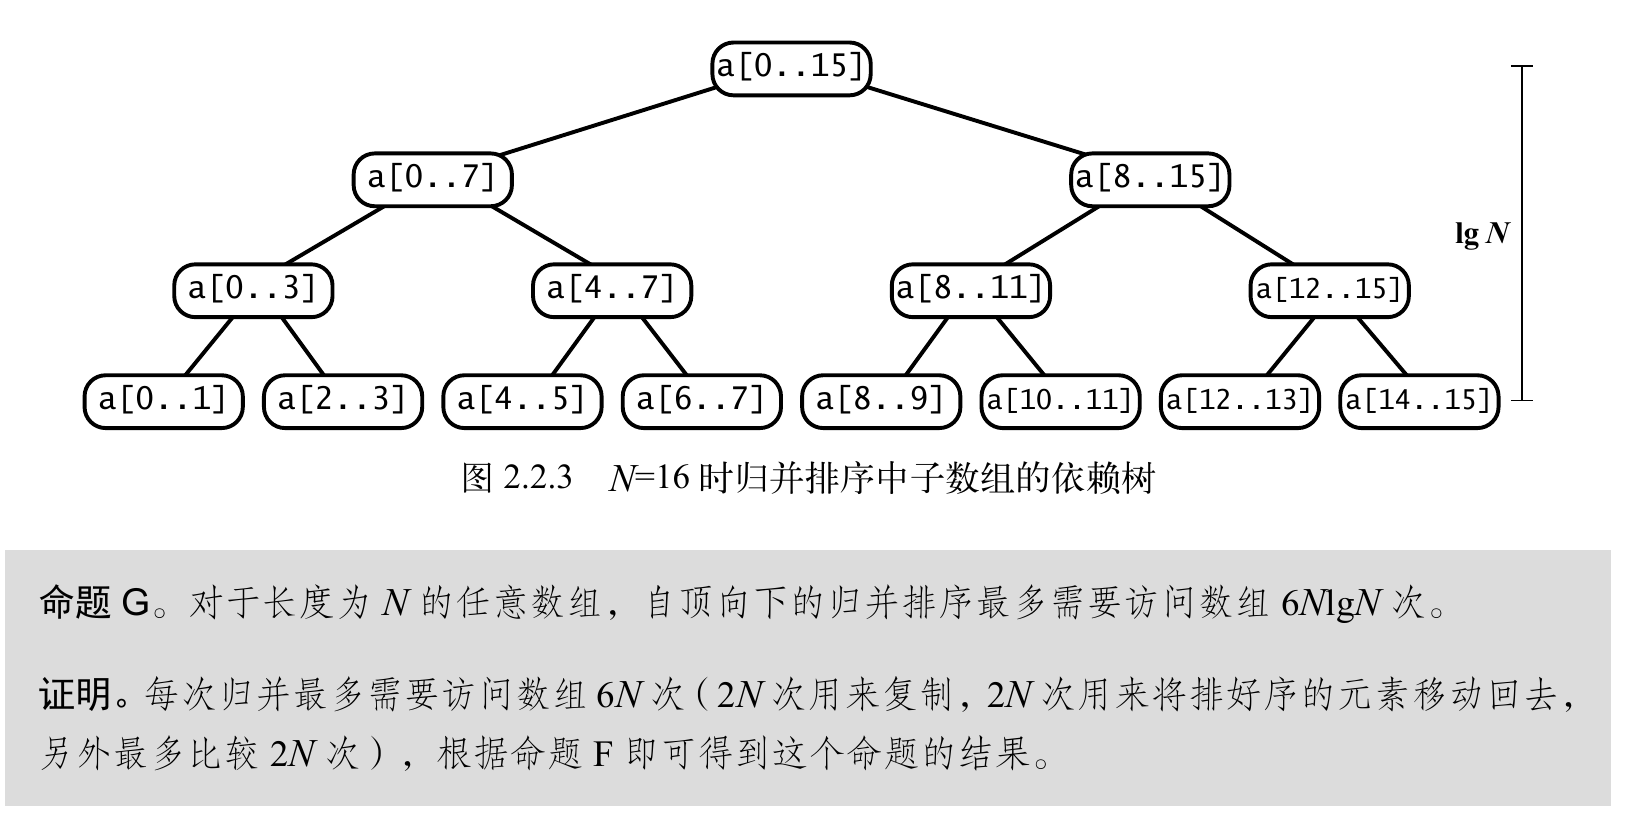 a[0..15]
a[0..7] a[8..15]
lg N
a[0..3] a[4..7] a[8..11] a[12..15]
a[0..1] a[2..3] a[4..5] a[6..7] a[8..9] a[10..11] a[12..13] a[14..15]
图 2.2.3 N=16 时归并排序中子数组的依赖树
命题 G。对于长度为 N 的任意数组，自顶向下的归并排序最多需要访问数组 6NlgN 次。
证明。每次归并最多需要访问数组 6N 次（2N 次用来复制，2N 次用来将排好序的元素移动回去，
另外最多比较 2N 次），根据命题 F 即可得到这个命题的结果。